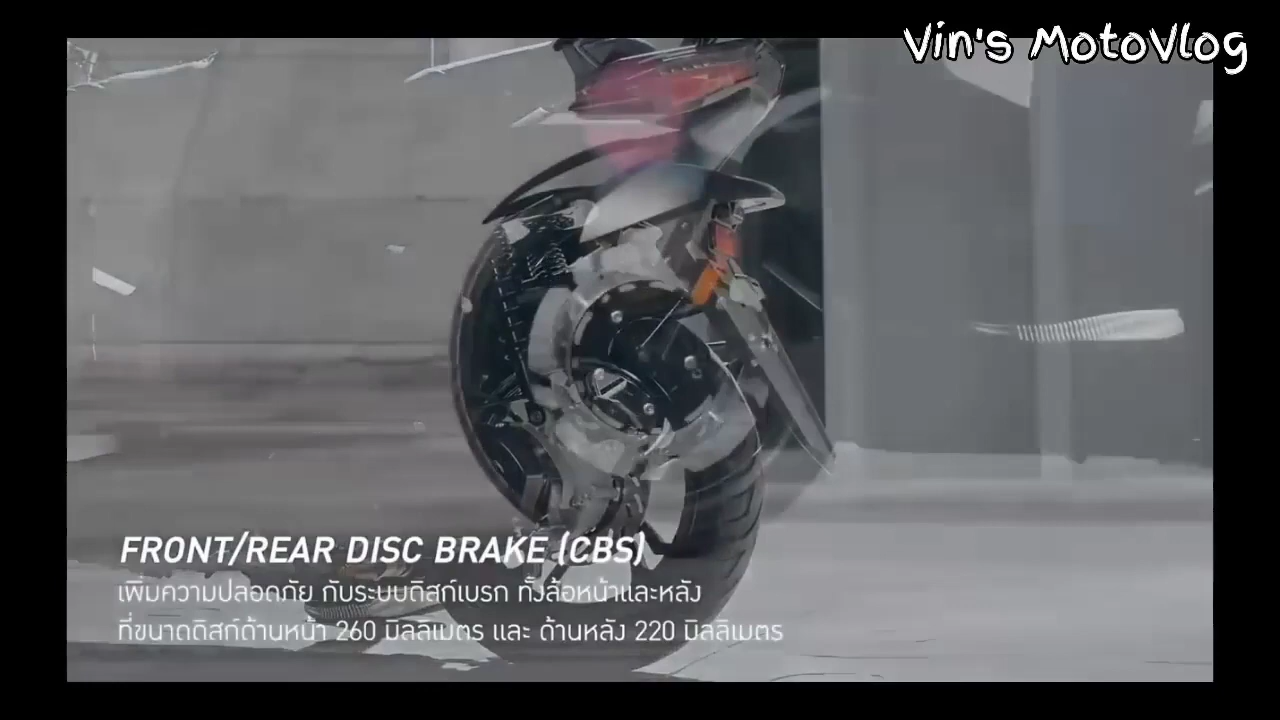 Vin's MotoVlog
FRONT/REAR DISC BRAKE (CBS)
เพิ่มความปลอดภัย กับระบบดิสก์เบรก ทั้งล้อหน้าและหลัง
ที่ขนาดดิสก์ด้านหน้า 260 มิลลิเมตร และ ด้านหลัง 220 มิลลิเมตร